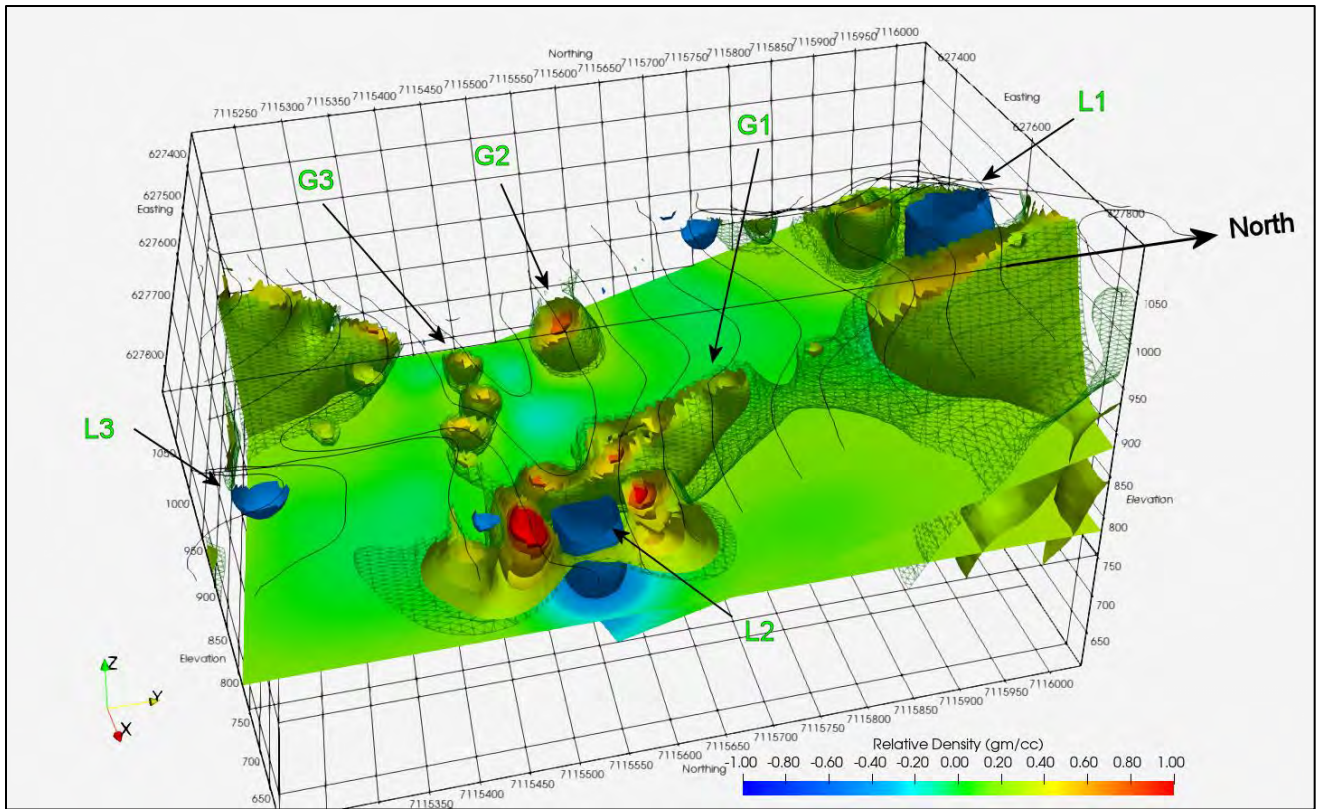 Northing
7115250 7115300 7115350 7115400 7115450 7115500 7115550 7115600 7115650 7115700 7115750 7115800 7115850 7115900 7115950 7116000
627400
Easting
627600
627800
L1
G1
G2
G3
North
627400
627500
Easting
627600
627700
627800
L3
1050
1000
950
900
850
Elevation
800
750
700
650
1050
1000
950
900
850
Elevation
800
750
700
650
L2
Z
Y
X
7115350 7115400 7115450 7115500 7115550 7115600 7115650 7115700 7115750 7115800 7115850 7115900 7115950 7116000
Northing
Relative Density (gm/cc)
-1.00 -0.80 -0.60 -0.40 -0.20 0.00 0.20 0.40 0.60 0.80 1.00